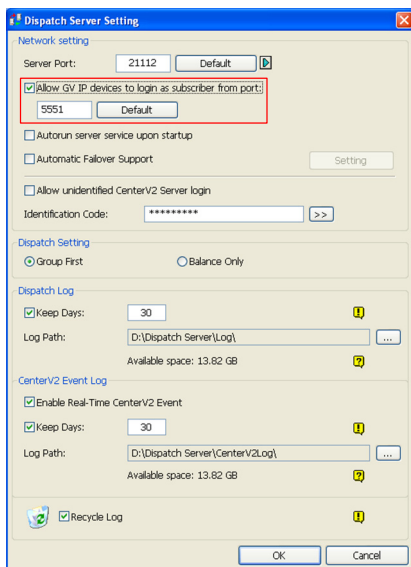 Dispatch Server Setting
Network setting
Server Port: 21112 Default
Allow GV IP devices to login as subscriber from port:
5551 Default
Autorun server service upon startup
Automatic Failover Support Setting
Allow unidentified CenterV2 Server login
Identification Code: ********* >>
Dispatch Setting
Group First Balance Only
Dispatch Log
Keep Days: 30
Log Path: D:\Dispatch Server\Log\ ...
Available space: 13.82 GB
CenterV2 Event Log
Enable Real-Time CenterV2 Event
Keep Days: 30
Log Path: D:\Dispatch Server\CenterV2Log\ ...
Available space: 13.82 GB
Recycle Log
OK Cancel